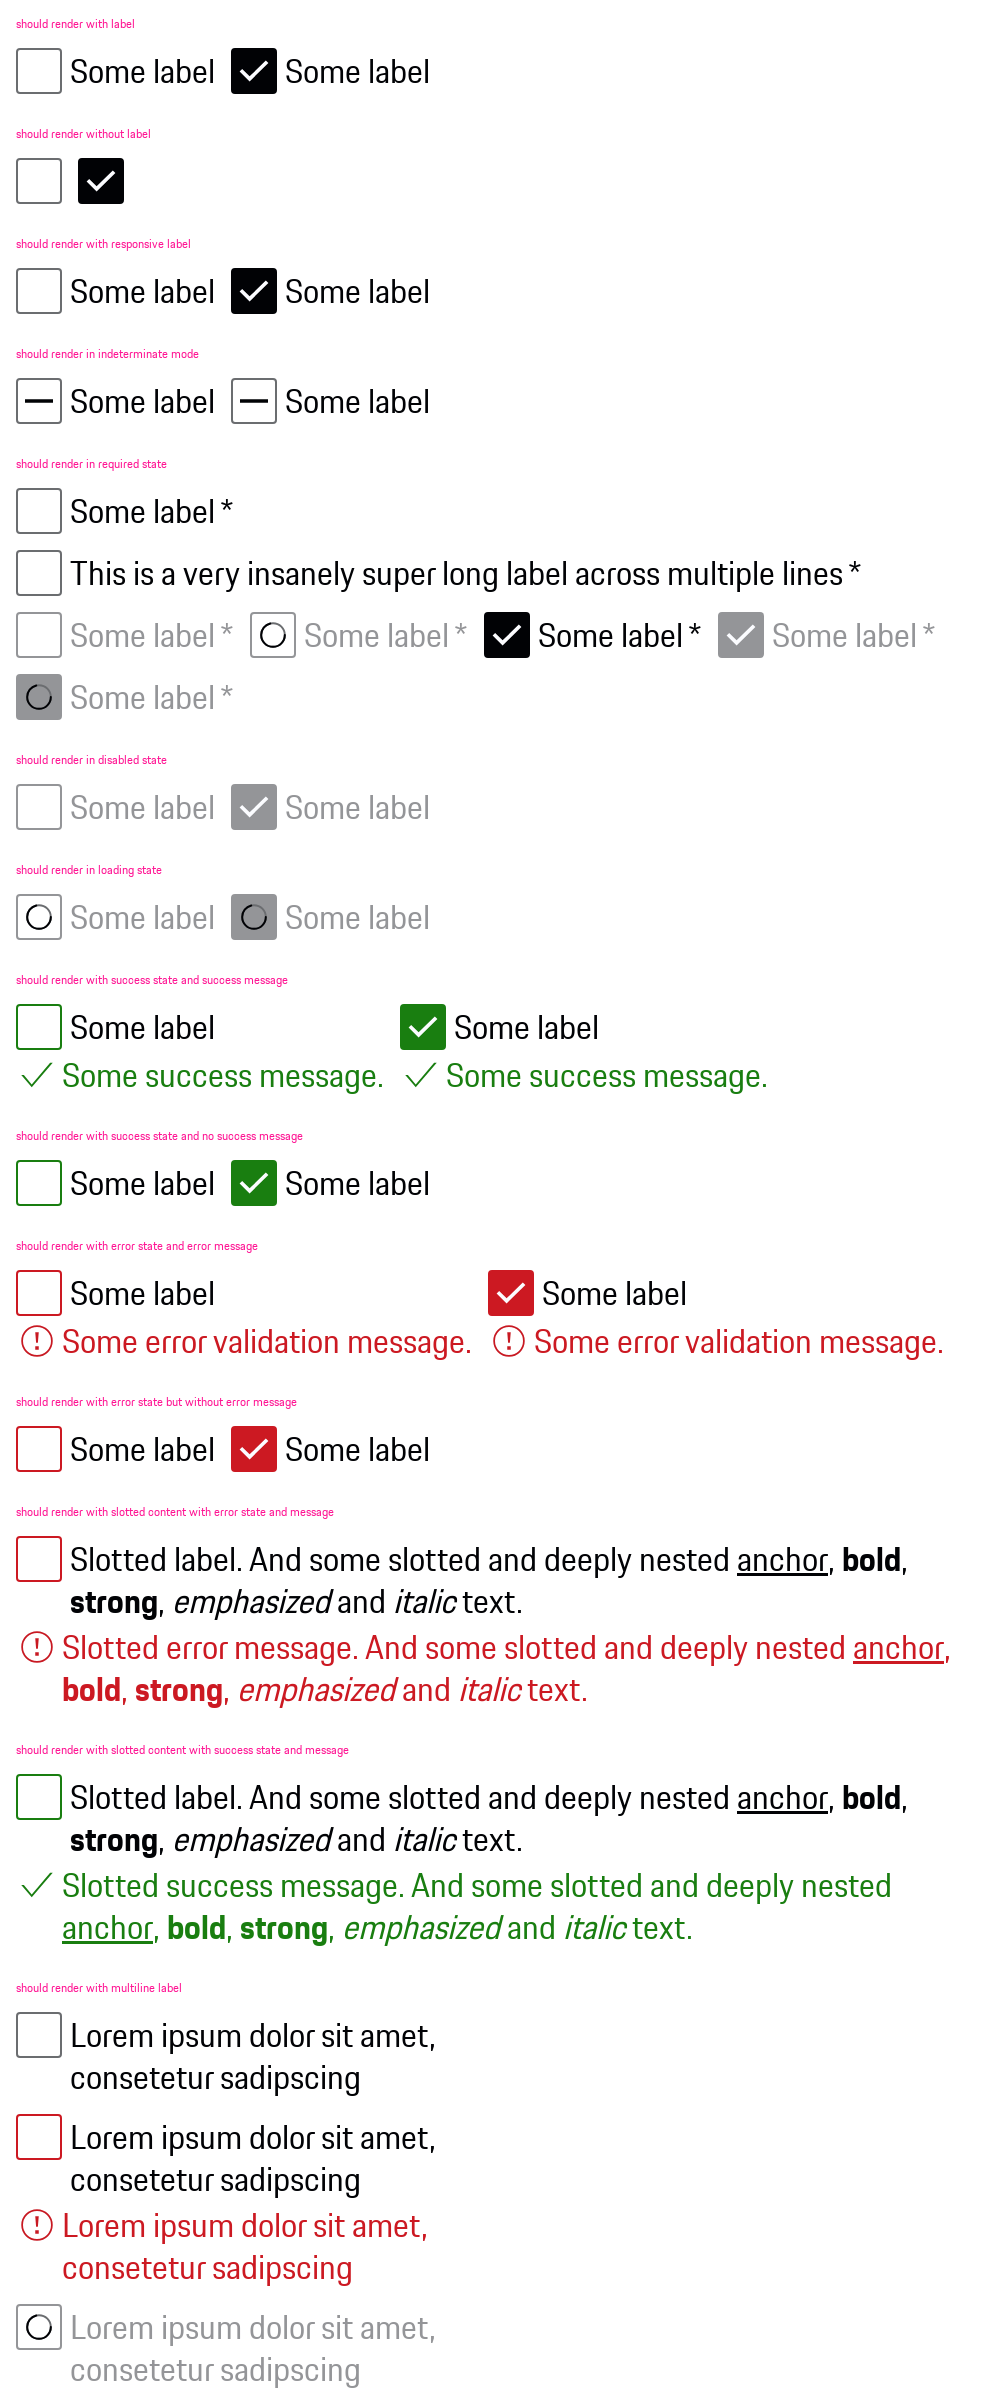 should render with label
Some label Some label
should render without label
should render with responsive label
Some label Some label
should render in indeterminate mode
Some label Some label
should render in required state
Some label *
This is a very insanely super long label across multiple lines *
Some label * Some label * Some label * Some label *
Some label *
should render in disabled state
Some label Some label
should render in loading state
Some label Some label
should render with success state and success message
Some label Some label
Some success message. Some success message.
should render with success state and no success message
Some label Some label
should render with error state and error message
Some label Some label
Some error validation message. Some error validation message.
should render with error state but without error message
Some label Some label
should render with slotted content with error state and message
Slotted label. And some slotted and deeply nested anchor, bold,
strong, emphasized and italic text.
Slotted error message. And some slotted and deeply nested anchor,
bold, strong, emphasized and italic text.
should render with slotted content with success state and message
Slotted label. And some slotted and deeply nested anchor, bold,
strong, emphasized and italic text.
Slotted success message. And some slotted and deeply nested
anchor, bold, strong, emphasized and italic text.
should render with multiline label
Lorem ipsum dolor sit amet,
consetetur sadipscing
Lorem ipsum dolor sit amet,
consetetur sadipscing
Lorem ipsum dolor sit amet,
consetetur sadipscing
Lorem ipsum dolor sit amet,
consetetur sadipscing